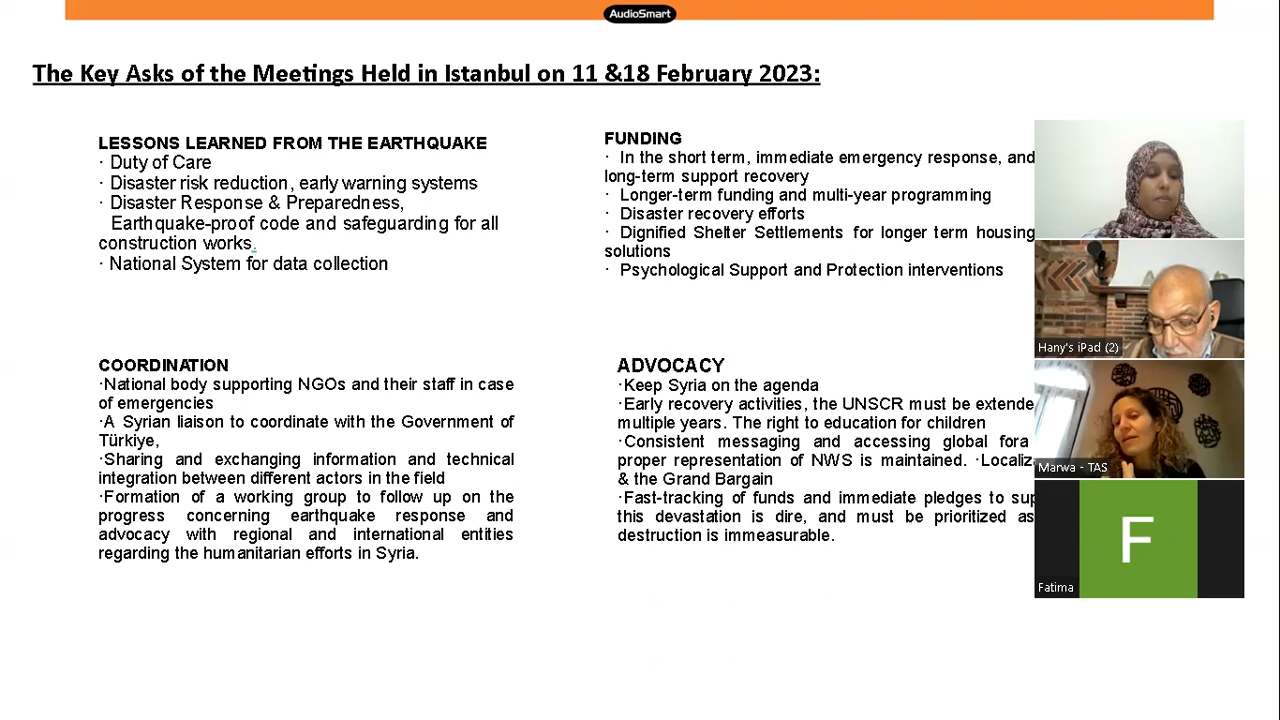 AudioSmart
The Key Asks of the Meetings Held in Istanbul on 11 &18 February 2023:
LESSONS LEARNED FROM THE EARTHQUAKE
· Duty of Care
· Disaster risk reduction, early warning systems
· Disaster Response & Preparedness,
Earthquake-proof code and safeguarding for all
construction works.
· National System for data collection
FUNDING
· In the short term, immediate emergency response, and
long-term support recovery
· Longer-term funding and multi-year programming
· Disaster recovery efforts
· Dignified Shelter Settlements for longer term housing
solutions
· Psychological Support and Protection interventions
COORDINATION
·National body supporting NGOs and their staff in case
of emergencies
·A Syrian liaison to coordinate with the Government of
Türkiye,
·Sharing and exchanging information and technical
integration between different actors in the field
·Formation of a working group to follow up on the
progress concerning earthquake response and
advocacy with regional and international entities
regarding the humanitarian efforts in Syria.
ADVOCACY
·Keep Syria on the agenda
·Early recovery activities, the UNSCR must be extende
multiple years. The right to education for children
·Consistent messaging and accessing global fora
proper representation of NWS is maintained. ·Localiz
& the Grand Bargain
·Fast-tracking of funds and immediate pledges to sup
this devastation is dire, and must be prioritized as
destruction is immeasurable.
Hany's iPad (2)
Marwa - TAS
F
Fatima